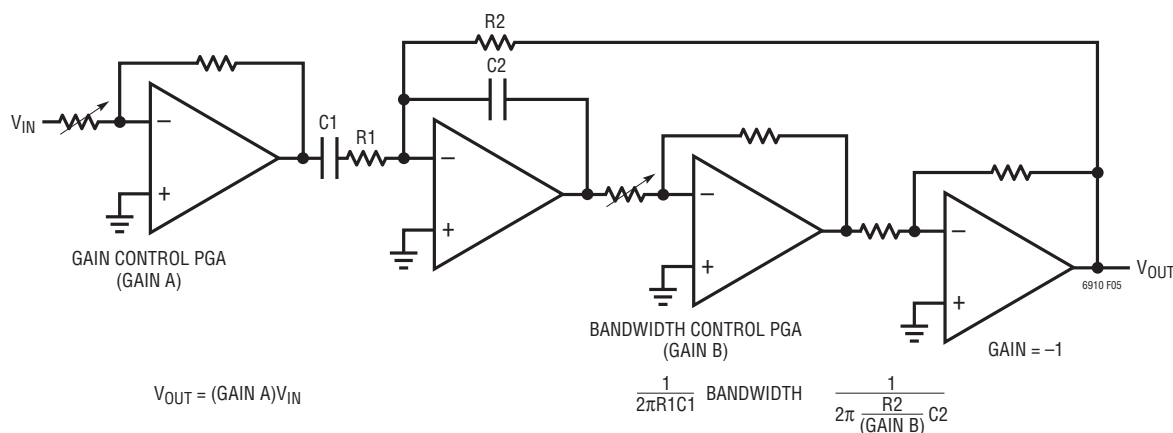 R2
C2
C1
R1
V_IN
−
+
−
+
−
+
−
+
V_OUT
6910 F05
GAIN CONTROL PGA
(GAIN A)
BANDWIDTH CONTROL PGA
(GAIN B)
GAIN = –1
V_OUT = (GAIN A)V_IN
1
2πR1C1
BANDWIDTH
1
2π R2 C2
(GAIN B)